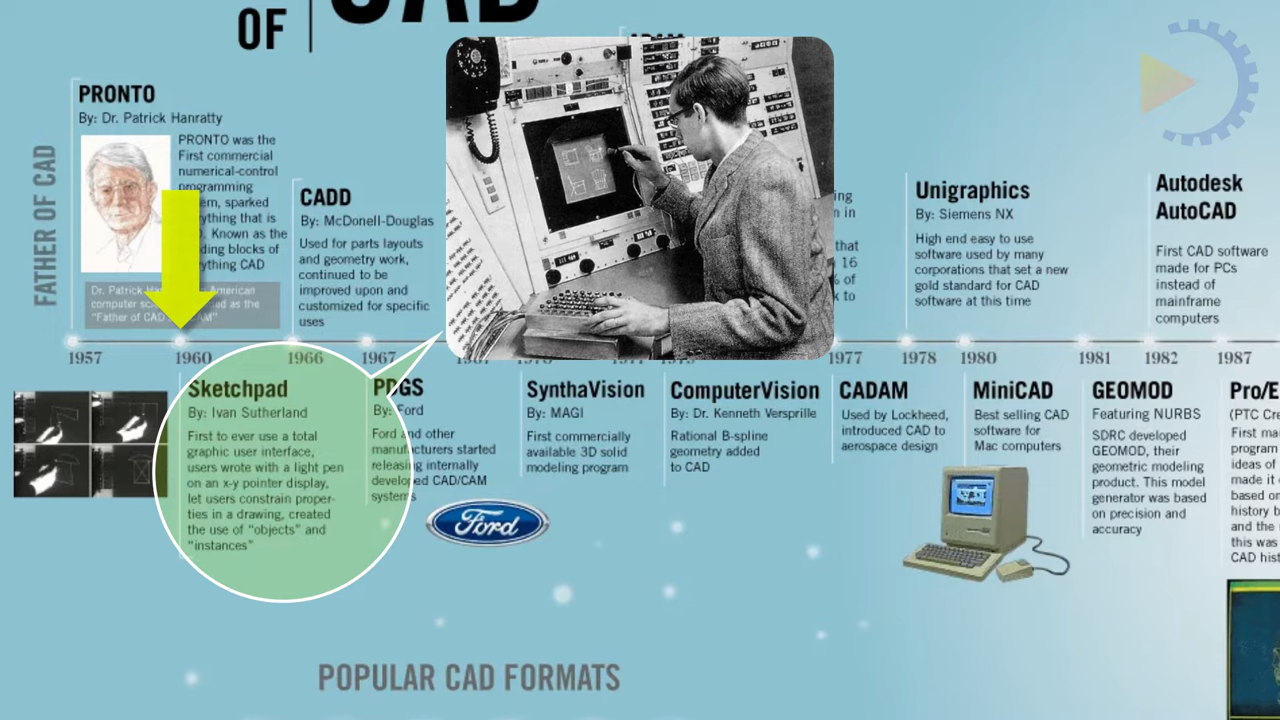 OF
CAD
FATHER OF CAD
PRONTO
By: Dr. Patrick Hanratty
PRONTO was the
First commercial
numerical-control
programming
sparked
that is
Known as the
blocks of
CAD
Dr. Patrick American
computer as the
"Father of CAD
CADD
By: McDonell-Douglas
Used for parts layouts
and geometry work,
continued to be
improved upon and
customized for specific
uses
in
that
16
of
to
Unigraphics
By: Siemens NX
High end easy to use
software used by many
corporations that set a new
gold standard for CAD
software at this time
Autodesk
AutoCAD
First CAD software
made for PCs
instead of
mainframe
computers
1957
1960
1966
1967
1977
1978
1980
1981
1982
1987
Sketchpad
By: Ivan Sutherland
First to ever use a total
graphic user interface,
users wrote with a light pen
on an x-y pointer display,
let users constrain proper-
ties in a drawing, created
the use of "objects" and
"instances"
PDGS
By: Ford
Ford and other
manufacturers started
releasing internally
developed CAD/CAM
systems
Ford
SynthaVision
By: MAGI
First commercially
available 3D solid
modeling program
ComputerVision
By: Dr. Kenneth Versprille
Rational B-spline
geometry added
to CAD
CADAM
Used by Lockheed,
introduced CAD to
aerospace design
MiniCAD
Best selling CAD
software for
Mac computers
GEOMOD
Featuring NURBS
SDRC developed
GEOMOD, their
geometric modeling
product. This model
generator was based
on precision and
accuracy
Pro/E
(PTC
First
program
ideas of
made it
based
history
and the
this was
CAD
POPULAR CAD FORMATS